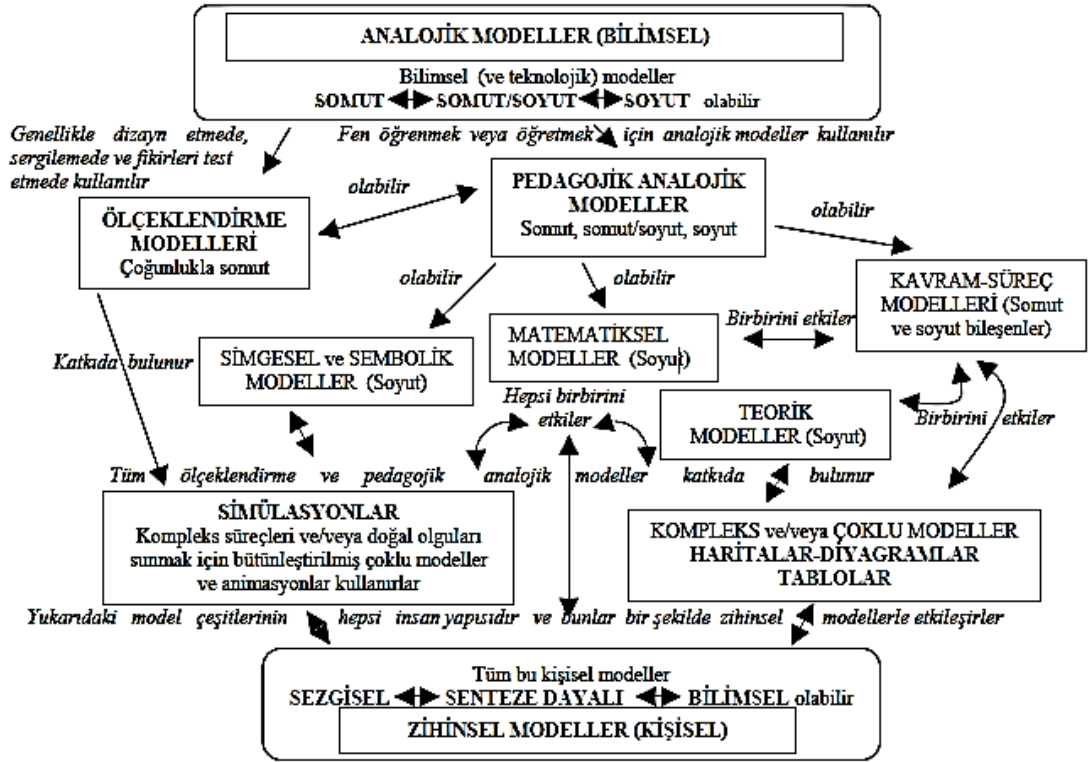 ANALOJİK MODELLER (BİLİMSEL)
Bilimsel (ve teknolojik) modeller
SOMUT SOMUT/SOYUT SOYUT olabilir
Genellikle dizayn etmede,
sergilemede ve fikirleri test
etmede kullanılır
Fen öğrenmek veya öğretmek için analojik modeller kullanılır
olabilir
PEDAGOJİK ANALOJİK
MODELLER
Somut, somut/soyut, soyut
olabilir
ÖLÇEKLENDİRME
MODELLERİ
Çoğunlukla somut
olabilir
olabilir
KAVRAM-SÜREÇ
MODELLERİ (Somut
ve soyut bileşenler)
Birbirini etkiler
MATEMATİKSEL
MODELLER (Soyut)
Katkıda bulunur
SİMGESEL ve SEMBOLİK
MODELLER (Soyut)
Hepsi birbirini
etkiler
TEORİK
MODELLER (Soyut)
Birbirini etkiler
Tüm ölçeklendirme ve pedagojik analojik modeller katkıda bulunur
SİMÜLASYONLAR
Kompleks süreçleri ve/veya doğal olguları
sunmak için bütünleştirilmiş çoklu modeller
ve animasyonlar kullanırlar
KOMPLEKS ve/veya ÇOKLU MODELLER
HARİTALAR-DİYAGRAMLAR
TABLOLAR
Yukarıdaki model çeşitlerinin hepsi insan yapısıdır ve bunlar bir şekilde zihinsel modellerle etkileşirler
Tüm bu kişisel modeller
SEZGİSEL SENTEZE DAYALI BİLİMSEL olabilir
ZİHİNSEL MODELLER (KİŞİSEL)